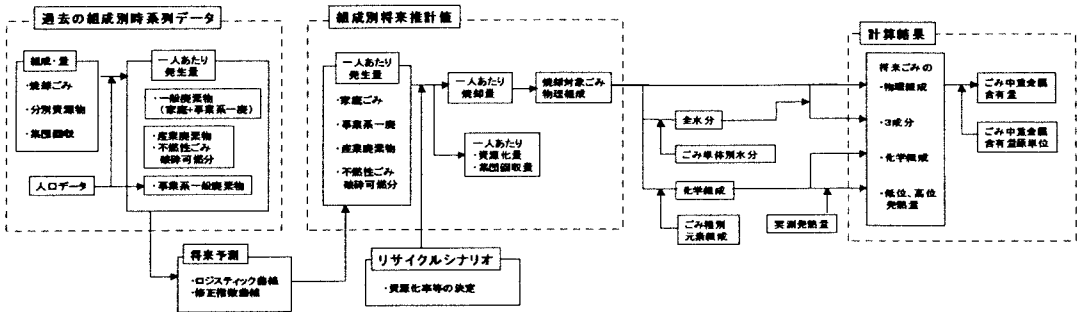 過去の組成別時系列データ
組成・量
・焼却ごみ
・分別資源物
・集団回収
人口データ
一人あたり
発生量
・一般廃棄物
(家庭+事業系一廃)
・産業廃棄物
・不燃性ごみ
破砕可燃分
・事業系一般廃棄物
将来予測
・ロジスティック曲線
・修正指数曲線
組成別将来推計値
一人あたり
発生量
・家庭ごみ
・事業系一廃
・産業廃棄物
・不燃性ごみ
破砕可燃分
一人あたり
焼却量
焼却対象ごみ
物理組成
一人あたり
・資源化量
・集団回収量
リサイクルシナリオ
・資源化率等の決定
全水分
ごみ単体別水分
化学組成
ごみ種別
元素組成
実測発熱量
計算結果
将来ごみの
・物理組成
・3成分
・化学組成
・低位、高位
発熱量
ごみ中重金属
含有量
ごみ中重金属
含有量原単位